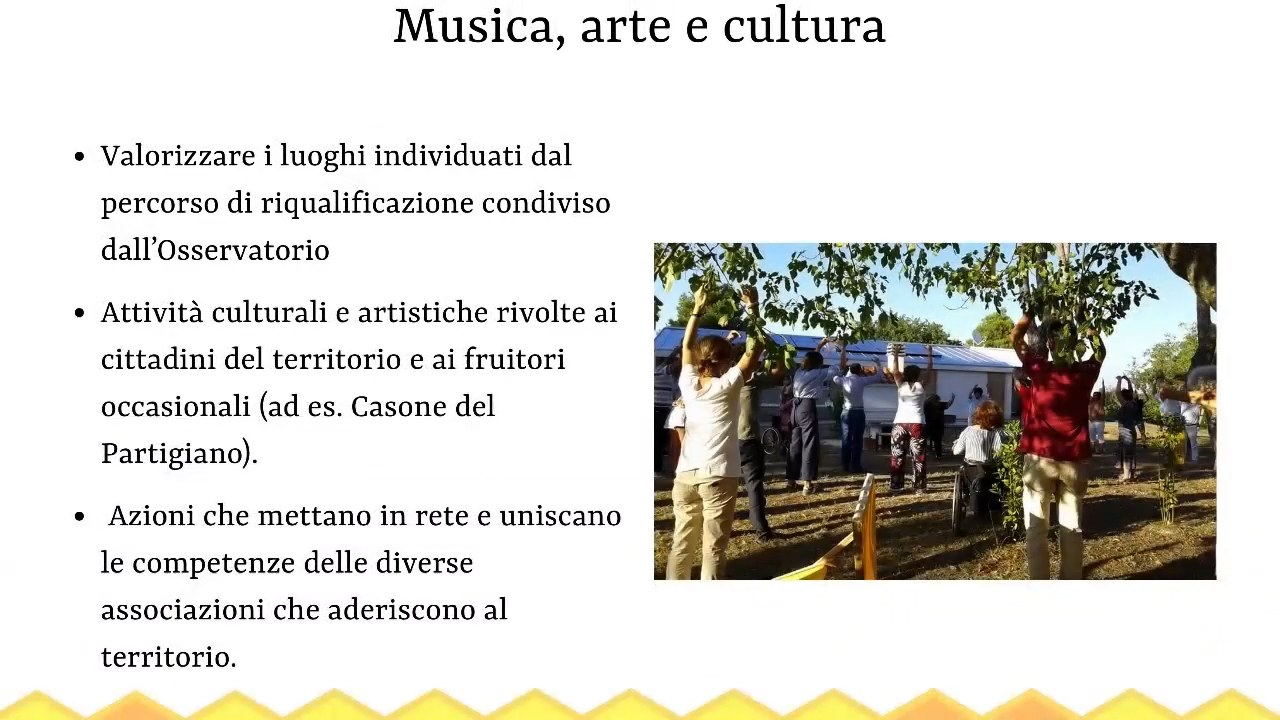 Musica, arte e cultura
• Valorizzare i luoghi individuati dal
percorso di riqualificazione condiviso
dall’Osservatorio
• Attività culturali e artistiche rivolte ai
cittadini del territorio e ai fruitori
occasionali (ad es. Casone del
Partigiano).
• Azioni che mettano in rete e uniscano
le competenze delle diverse
associazioni che aderiscono al
territorio.